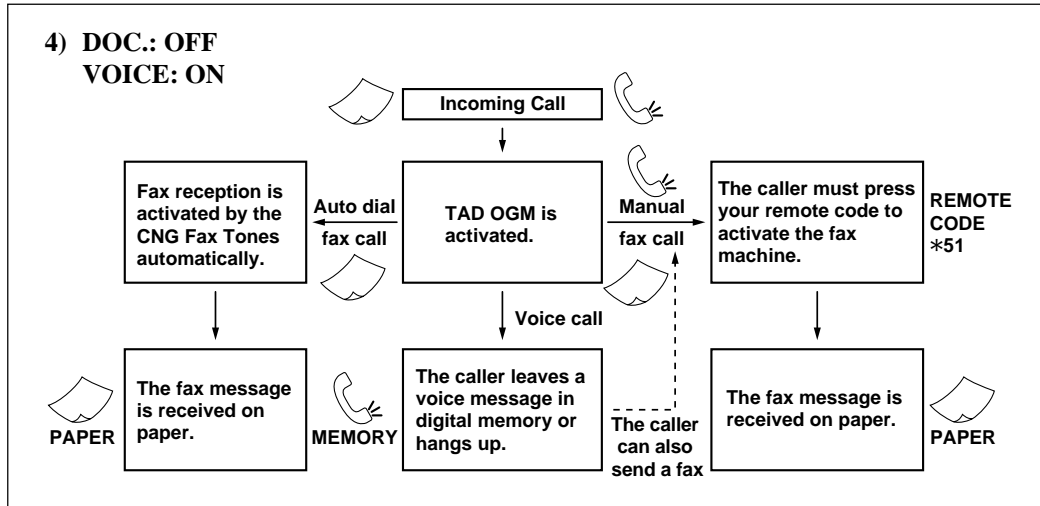 4) DOC.: OFF
VOICE: ON
Incoming Call
Fax reception is
activated by the
CNG Fax Tones
automatically.
Auto dial
fax call
TAD OGM is
activated.
Manual
fax call
The caller must press
your remote code to
activate the fax
machine.
REMOTE
CODE
*51
Voice call
PAPER
The fax message
is received on
paper.
MEMORY
The caller leaves a
voice message in
digital memory or
hangs up.
The caller
can also
send a fax
The fax message is
received on paper.
PAPER